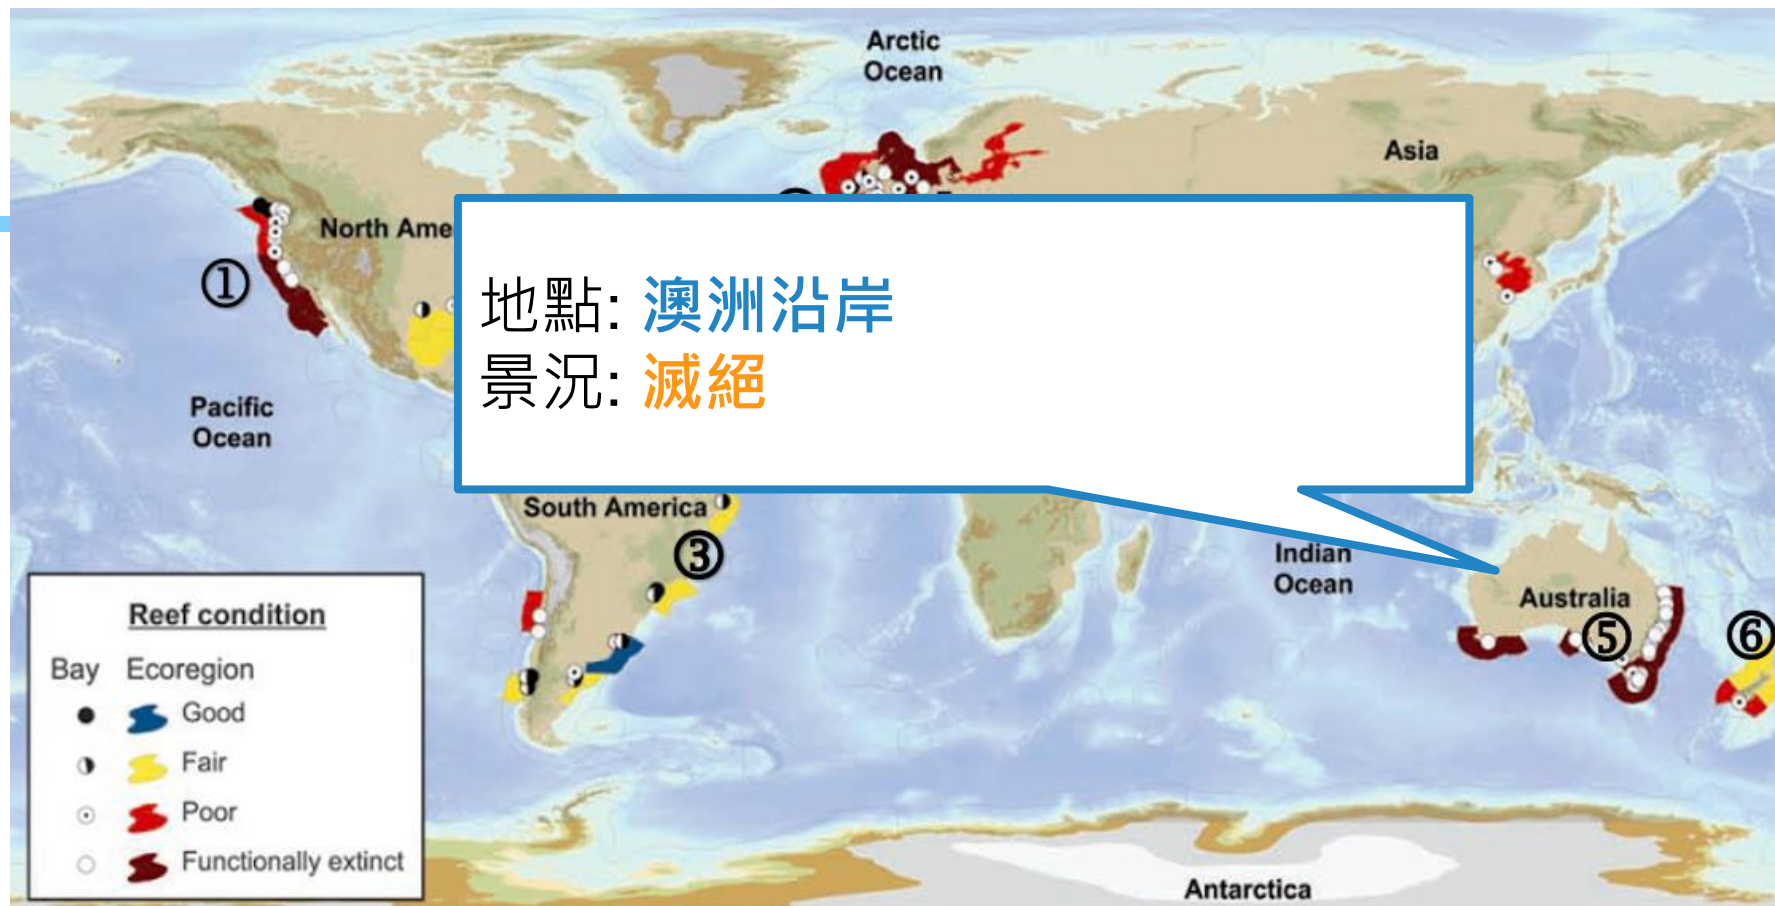 Arctic
Ocean
Asia
North Ame
①
地點: 澳洲沿岸
景況: 滅絕
Pacific
Ocean
South America
③
Indian
Ocean
Australia
⑤
⑥
Reef condition
Bay Ecoregion
Good
Fair
Poor
Functionally extinct
Antarctica